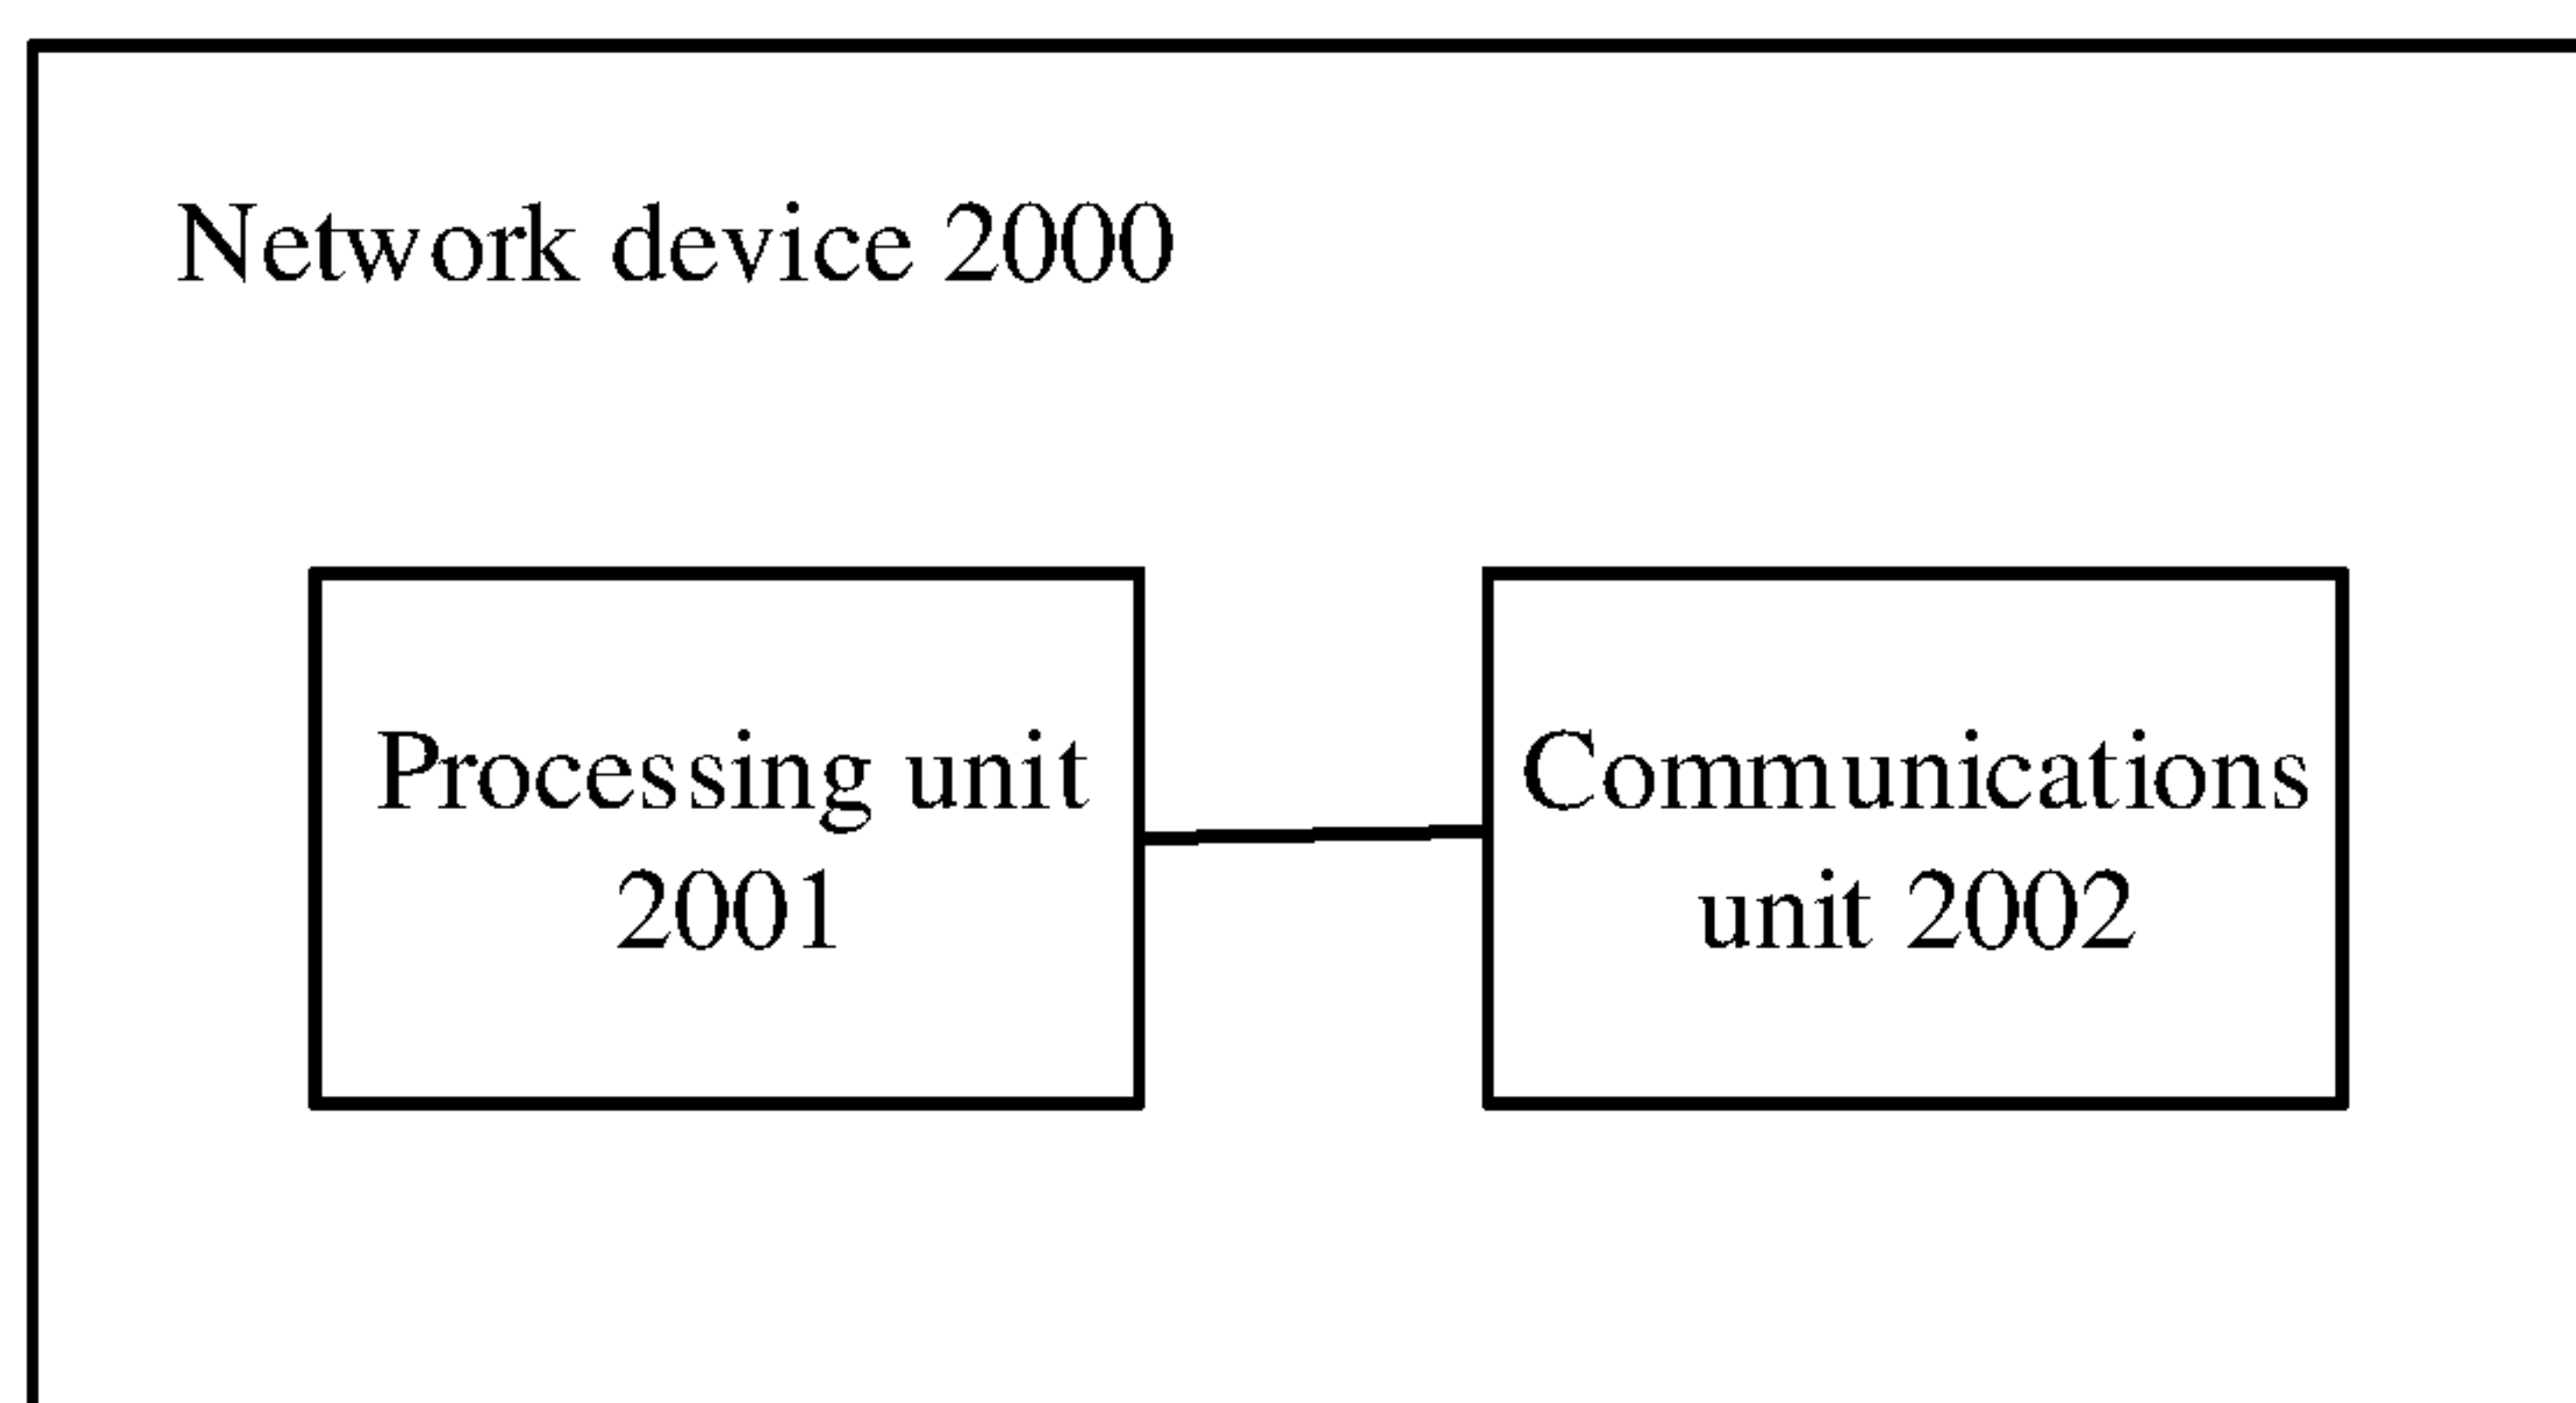 Network device 2000
Processing unit
2001
Communications
unit 2002